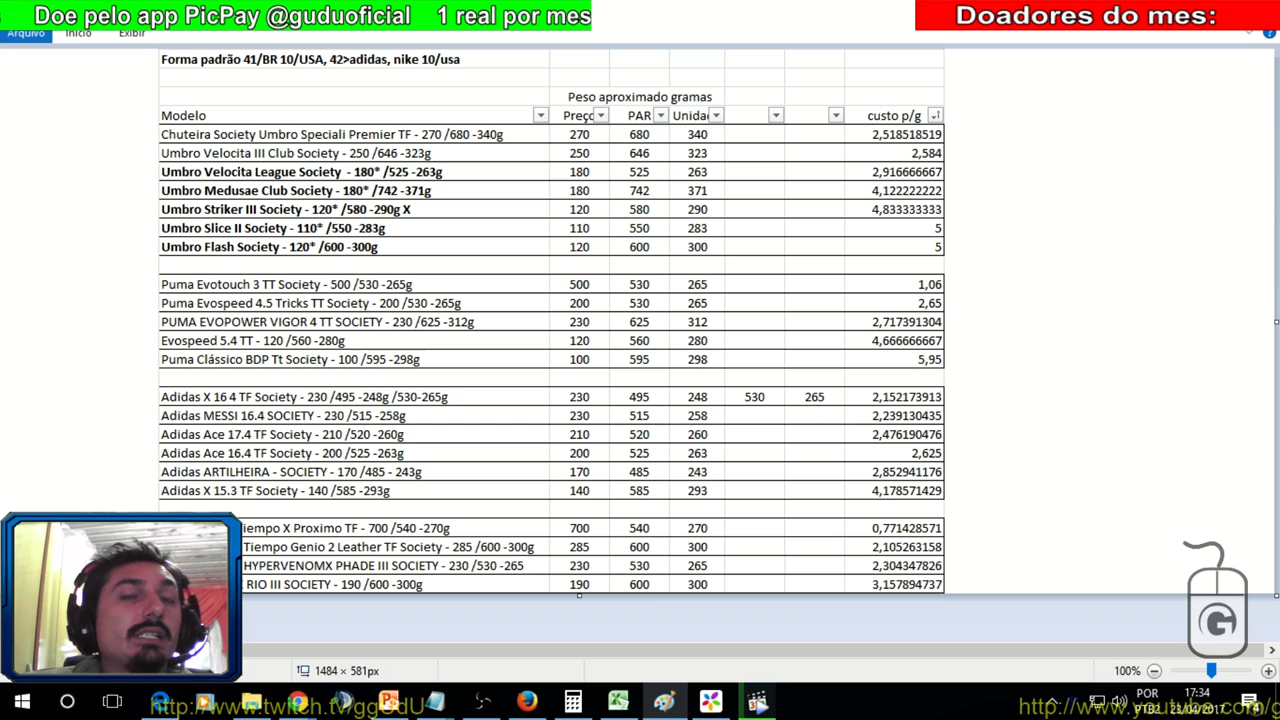 Doe pelo app PicPay @guduoficial 1 real por mes
Doadores do mes:
Arquivo Início Exibir
Forma padrão 41/BR 10/USA, 42>adidas, nike 10/usa
Peso aproximado gramas
Modelo Preço PAR Unida custo p/g
Chuteira Society Umbro Speciali Premier TF - 270 /680 -340g 270 680 340 2,518518519
Umbro Velocita III Club Society - 250 /646 -323g 250 646 323 2,584
Umbro Velocita League Society - 180* /525 -263g 180 525 263 2,916666667
Umbro Medusae Club Society - 180* /742 -371g 180 742 371 4,122222222
Umbro Striker III Society - 120* /580 -290g X 120 580 290 4,833333333
Umbro Slice II Society - 110* /550 -283g 110 550 283 5
Umbro Flash Society - 120* /600 -300g 120 600 300 5
Puma Evotouch 3 TT Society - 500 /530 -265g 500 530 265 1,06
Puma Evospeed 4.5 Tricks TT Society - 200 /530 -265g 200 530 265 2,65
PUMA EVOPOWER VIGOR 4 TT SOCIETY - 230 /625 -312g 230 625 312 2,717391304
Evospeed 5.4 TT - 120 /560 -280g 120 560 280 4,666666667
Puma Clássico BDP Tt Society - 100 /595 -298g 100 595 298 5,95
Adidas X 16 4 TF Society - 230 /495 -248g /530-265g 230 495 248 530 265 2,152173913
Adidas MESSI 16.4 SOCIETY - 230 /515 -258g 230 515 258 2,239130435
Adidas Ace 17.4 TF Society - 210 /520 -260g 210 520 260 2,476190476
Adidas Ace 16.4 TF Society - 200 /525 -263g 200 525 263 2,625
Adidas ARTILHEIRA - SOCIETY - 170 /485 - 243g 170 485 243 2,852941176
Adidas X 15.3 TF Society - 140 /585 -293g 140 585 293 4,178571429
iempo X Proximo TF - 700 /540 -270g 700 540 270 0,771428571
Tiempo Genio 2 Leather TF Society - 285 /600 -300g 285 600 300 2,105263158
HYPERVENOMX PHADE III SOCIETY - 230 /530 -265 230 530 265 2,304347826
RIO III SOCIETY - 190 /600 -300g 190 600 300 3,157894737
1484 × 581px 100%
POR 17:34
http://www.twitch.tv/ggUdU PTB2 23/04/2017